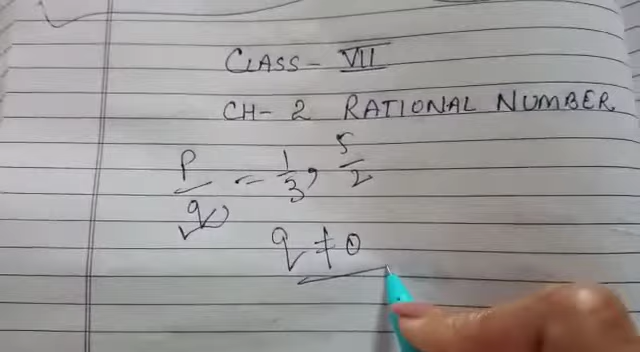 CLASS - VII
CH- 2 RATIONAL NUMBER
p/q = 1/3, 5/2
q ≠ 0